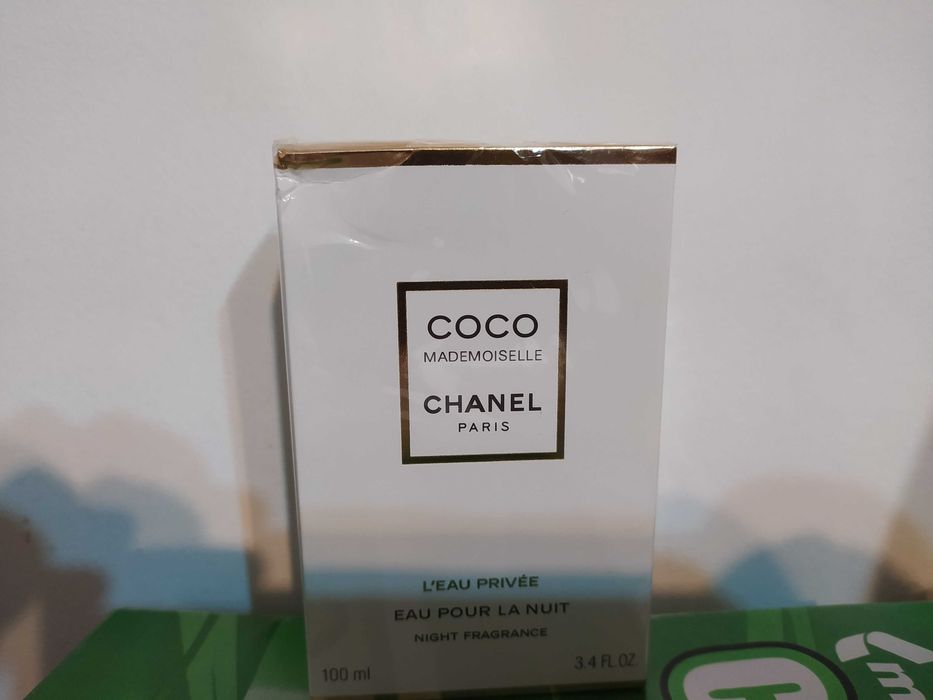 COCO
MADEMOISELLE
CHANEL
PARIS
L'EAU PRIVÉE
EAU POUR LA NUIT
NIGHT FRAGRANCE
100 ml
3.4 FL.OZ.